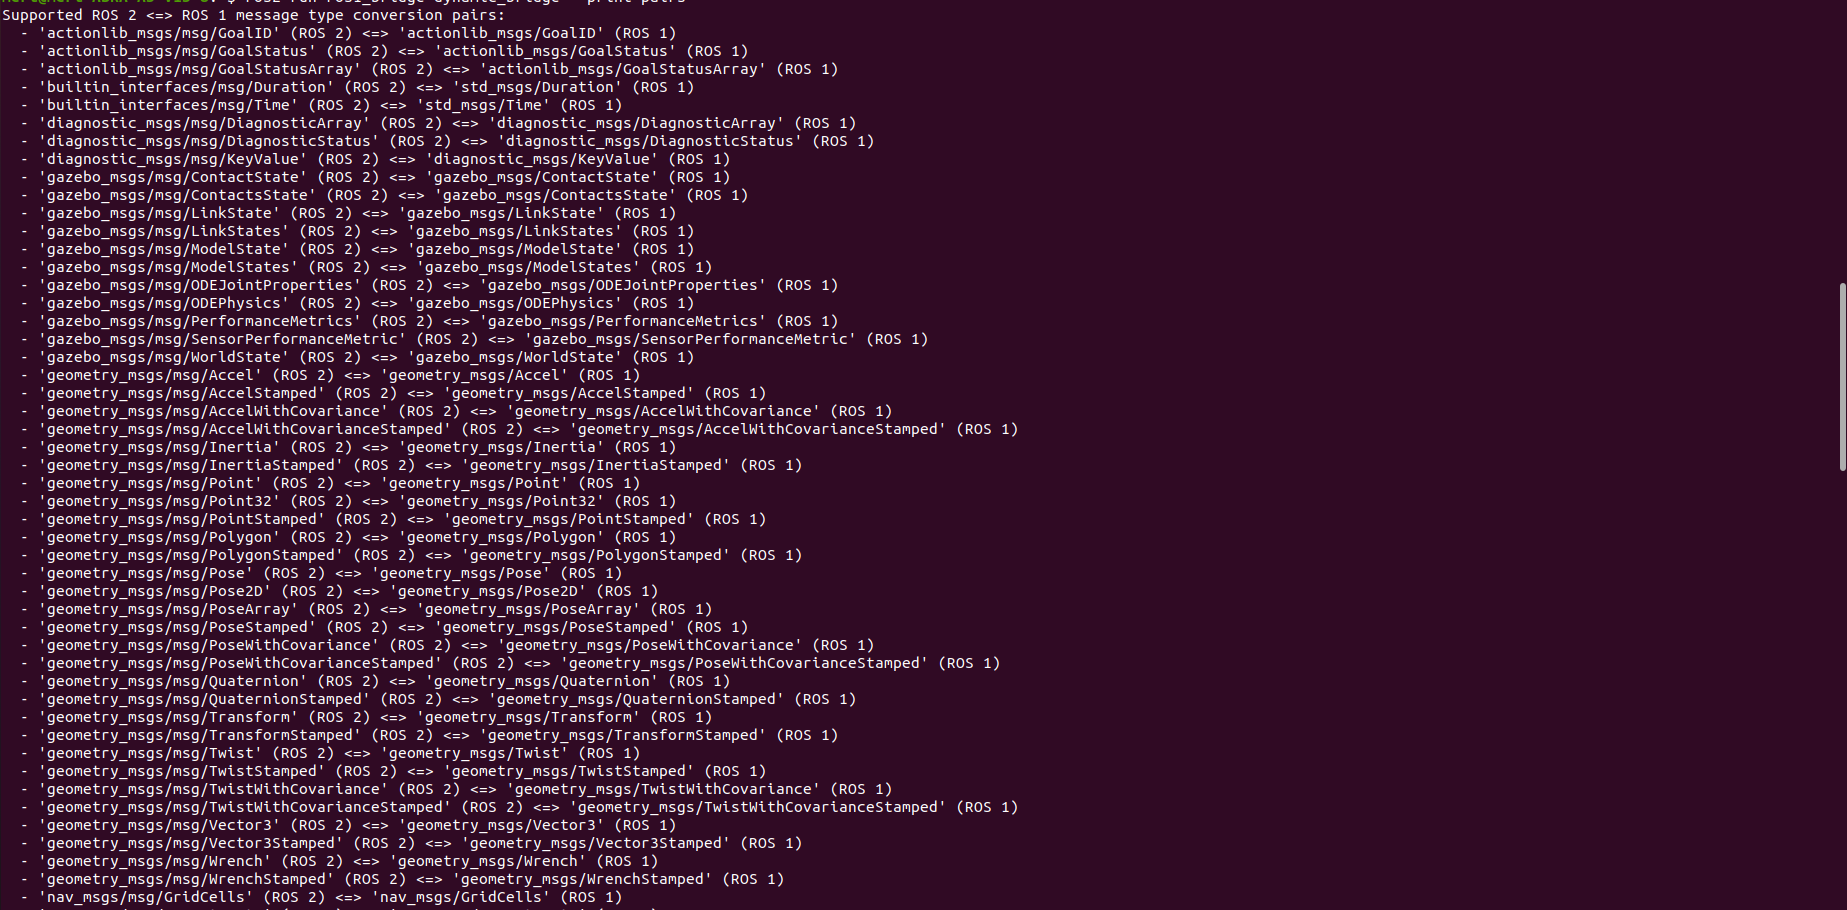 Supported ROS 2 <=> ROS 1 message type conversion pairs:
- 'actionlib_msgs/msg/GoalID' (ROS 2) <=> 'actionlib_msgs/GoalID' (ROS 1)
- 'actionlib_msgs/msg/GoalStatus' (ROS 2) <=> 'actionlib_msgs/GoalStatus' (ROS 1)
- 'actionlib_msgs/msg/GoalStatusArray' (ROS 2) <=> 'actionlib_msgs/GoalStatusArray' (ROS 1)
- 'builtin_interfaces/msg/Duration' (ROS 2) <=> 'std_msgs/Duration' (ROS 1)
- 'builtin_interfaces/msg/Time' (ROS 2) <=> 'std_msgs/Time' (ROS 1)
- 'diagnostic_msgs/msg/DiagnosticArray' (ROS 2) <=> 'diagnostic_msgs/DiagnosticArray' (ROS 1)
- 'diagnostic_msgs/msg/DiagnosticStatus' (ROS 2) <=> 'diagnostic_msgs/DiagnosticStatus' (ROS 1)
- 'diagnostic_msgs/msg/KeyValue' (ROS 2) <=> 'diagnostic_msgs/KeyValue' (ROS 1)
- 'gazebo_msgs/msg/ContactState' (ROS 2) <=> 'gazebo_msgs/ContactState' (ROS 1)
- 'gazebo_msgs/msg/ContactsState' (ROS 2) <=> 'gazebo_msgs/ContactsState' (ROS 1)
- 'gazebo_msgs/msg/LinkState' (ROS 2) <=> 'gazebo_msgs/LinkState' (ROS 1)
- 'gazebo_msgs/msg/LinkStates' (ROS 2) <=> 'gazebo_msgs/LinkStates' (ROS 1)
- 'gazebo_msgs/msg/ModelState' (ROS 2) <=> 'gazebo_msgs/ModelState' (ROS 1)
- 'gazebo_msgs/msg/ModelStates' (ROS 2) <=> 'gazebo_msgs/ModelStates' (ROS 1)
- 'gazebo_msgs/msg/ODEJointProperties' (ROS 2) <=> 'gazebo_msgs/ODEJointProperties' (ROS 1)
- 'gazebo_msgs/msg/ODEPhysics' (ROS 2) <=> 'gazebo_msgs/ODEPhysics' (ROS 1)
- 'gazebo_msgs/msg/PerformanceMetrics' (ROS 2) <=> 'gazebo_msgs/PerformanceMetrics' (ROS 1)
- 'gazebo_msgs/msg/SensorPerformanceMetric' (ROS 2) <=> 'gazebo_msgs/SensorPerformanceMetric' (ROS 1)
- 'gazebo_msgs/msg/WorldState' (ROS 2) <=> 'gazebo_msgs/WorldState' (ROS 1)
- 'geometry_msgs/msg/Accel' (ROS 2) <=> 'geometry_msgs/Accel' (ROS 1)
- 'geometry_msgs/msg/AccelStamped' (ROS 2) <=> 'geometry_msgs/AccelStamped' (ROS 1)
- 'geometry_msgs/msg/AccelWithCovariance' (ROS 2) <=> 'geometry_msgs/AccelWithCovariance' (ROS 1)
- 'geometry_msgs/msg/AccelWithCovarianceStamped' (ROS 2) <=> 'geometry_msgs/AccelWithCovarianceStamped' (ROS 1)
- 'geometry_msgs/msg/Inertia' (ROS 2) <=> 'geometry_msgs/Inertia' (ROS 1)
- 'geometry_msgs/msg/InertiaStamped' (ROS 2) <=> 'geometry_msgs/InertiaStamped' (ROS 1)
- 'geometry_msgs/msg/Point' (ROS 2) <=> 'geometry_msgs/Point' (ROS 1)
- 'geometry_msgs/msg/Point32' (ROS 2) <=> 'geometry_msgs/Point32' (ROS 1)
- 'geometry_msgs/msg/PointStamped' (ROS 2) <=> 'geometry_msgs/PointStamped' (ROS 1)
- 'geometry_msgs/msg/Polygon' (ROS 2) <=> 'geometry_msgs/Polygon' (ROS 1)
- 'geometry_msgs/msg/PolygonStamped' (ROS 2) <=> 'geometry_msgs/PolygonStamped' (ROS 1)
- 'geometry_msgs/msg/Pose' (ROS 2) <=> 'geometry_msgs/Pose' (ROS 1)
- 'geometry_msgs/msg/Pose2D' (ROS 2) <=> 'geometry_msgs/Pose2D' (ROS 1)
- 'geometry_msgs/msg/PoseArray' (ROS 2) <=> 'geometry_msgs/PoseArray' (ROS 1)
- 'geometry_msgs/msg/PoseStamped' (ROS 2) <=> 'geometry_msgs/PoseStamped' (ROS 1)
- 'geometry_msgs/msg/PoseWithCovariance' (ROS 2) <=> 'geometry_msgs/PoseWithCovariance' (ROS 1)
- 'geometry_msgs/msg/PoseWithCovarianceStamped' (ROS 2) <=> 'geometry_msgs/PoseWithCovarianceStamped' (ROS 1)
- 'geometry_msgs/msg/Quaternion' (ROS 2) <=> 'geometry_msgs/Quaternion' (ROS 1)
- 'geometry_msgs/msg/QuaternionStamped' (ROS 2) <=> 'geometry_msgs/QuaternionStamped' (ROS 1)
- 'geometry_msgs/msg/Transform' (ROS 2) <=> 'geometry_msgs/Transform' (ROS 1)
- 'geometry_msgs/msg/TransformStamped' (ROS 2) <=> 'geometry_msgs/TransformStamped' (ROS 1)
- 'geometry_msgs/msg/Twist' (ROS 2) <=> 'geometry_msgs/Twist' (ROS 1)
- 'geometry_msgs/msg/TwistStamped' (ROS 2) <=> 'geometry_msgs/TwistStamped' (ROS 1)
- 'geometry_msgs/msg/TwistWithCovariance' (ROS 2) <=> 'geometry_msgs/TwistWithCovariance' (ROS 1)
- 'geometry_msgs/msg/TwistWithCovarianceStamped' (ROS 2) <=> 'geometry_msgs/TwistWithCovarianceStamped' (ROS 1)
- 'geometry_msgs/msg/Vector3' (ROS 2) <=> 'geometry_msgs/Vector3' (ROS 1)
- 'geometry_msgs/msg/Vector3Stamped' (ROS 2) <=> 'geometry_msgs/Vector3Stamped' (ROS 1)
- 'geometry_msgs/msg/Wrench' (ROS 2) <=> 'geometry_msgs/Wrench' (ROS 1)
- 'geometry_msgs/msg/WrenchStamped' (ROS 2) <=> 'geometry_msgs/WrenchStamped' (ROS 1)
- 'nav_msgs/msg/GridCells' (ROS 2) <=> 'nav_msgs/GridCells' (ROS 1)